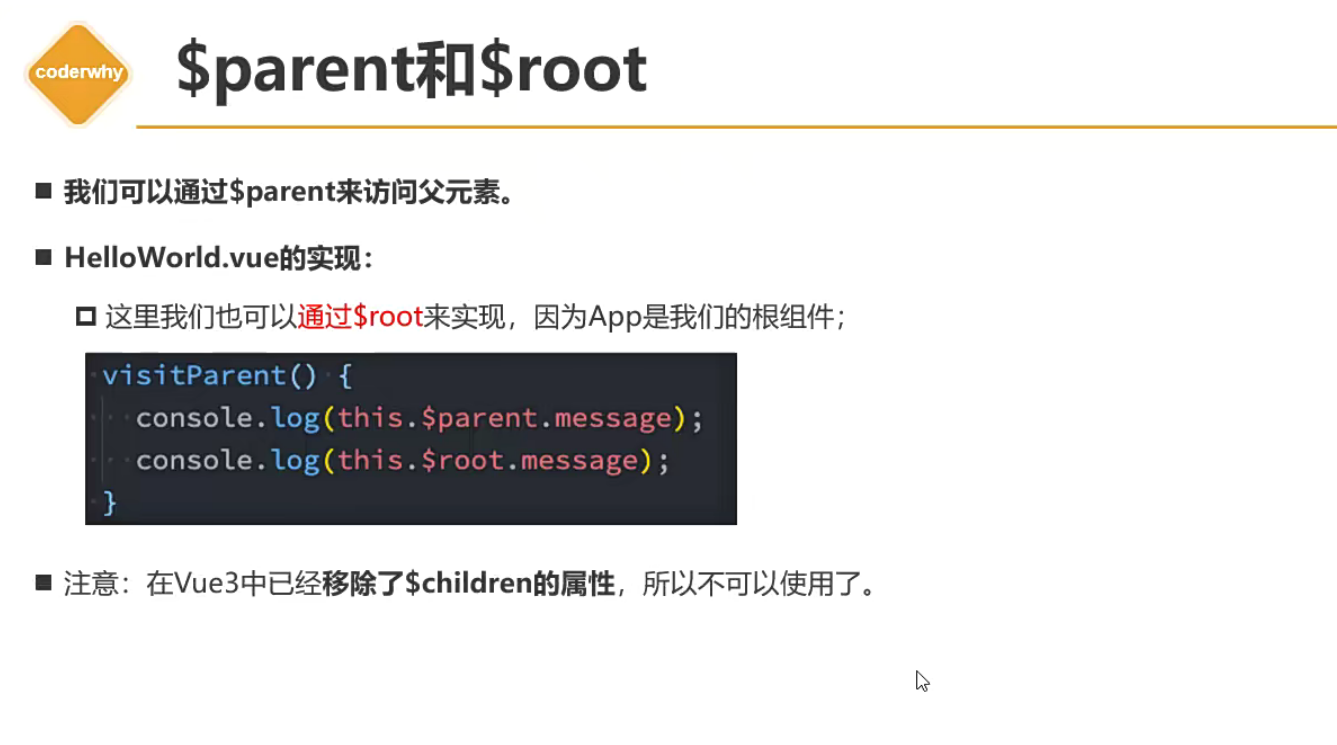 coderwhy
$parent和$root
我们可以通过$parent来访问父元素。
HelloWorld.vue的实现：
这里我们也可以通过$root来实现，因为App是我们的根组件；
visitParent() {
console.log(this.$parent.message);
console.log(this.$root.message);
}
注意：在Vue3中已经移除了$children的属性，所以不可以使用了。